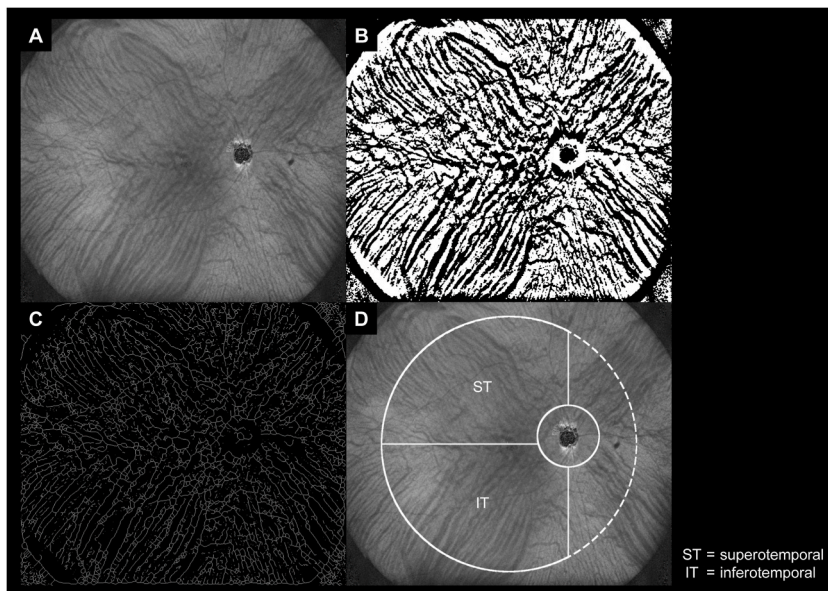 A
B
C
D
ST
IT
ST = superotemporal
IT = inferotemporal